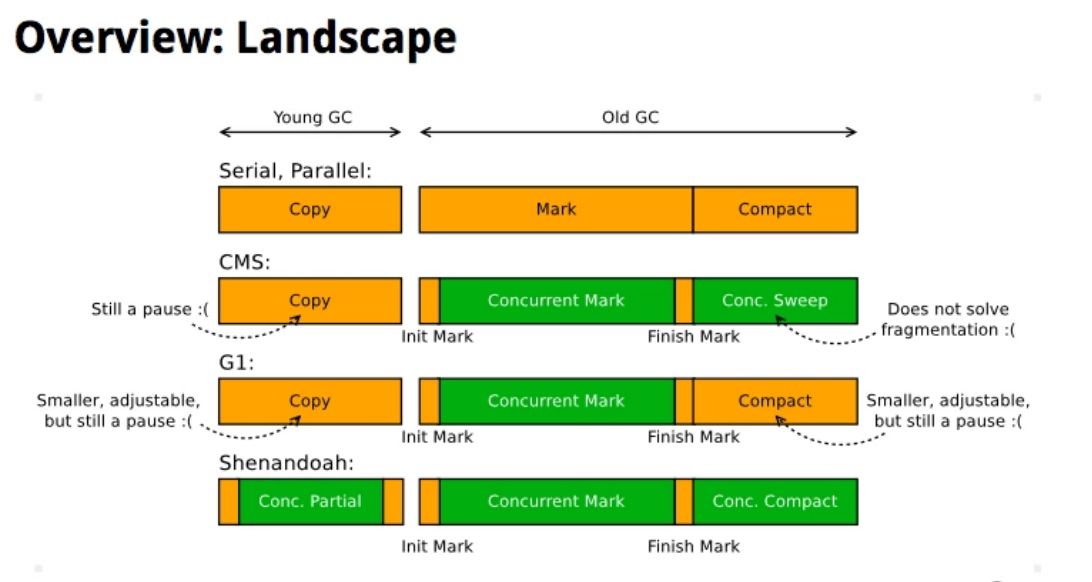 Overview: Landscape
Young GC
Old GC
Serial, Parallel:
Copy
Mark
Compact
CMS:
Still a pause :(
Copy
Concurrent Mark
Conc. Sweep
Does not solve
fragmentation :(
Init Mark
Finish Mark
G1:
Smaller, adjustable,
but still a pause :(
Copy
Concurrent Mark
Compact
Smaller, adjustable,
but still a pause :(
Init Mark
Finish Mark
Shenandoah:
Conc. Partial
Concurrent Mark
Conc. Compact
Init Mark
Finish Mark